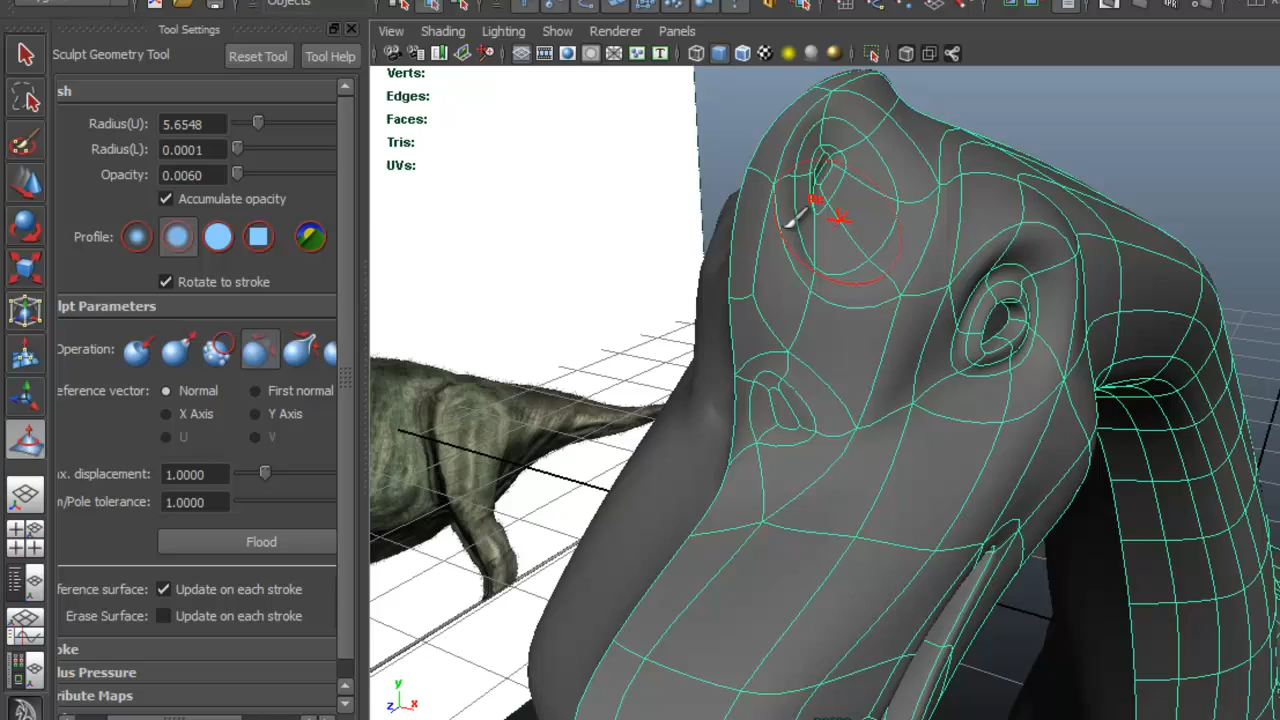 Objects
Tool Settings
Sculpt Geometry Tool
Reset Tool
Tool Help
sh
Radius(U): 5.6548
Radius(L): 0.0001
Opacity: 0.0060
Accumulate opacity
Profile:
Rotate to stroke
lpt Parameters
Operation:
eference vector: Normal First normal
X Axis Y Axis
U V
x. displacement: 1.0000
n/Pole tolerance: 1.0000
Flood
ference surface: Update on each stroke
Erase Surface: Update on each stroke
oke
lus Pressure
ribute Maps
View Shading Lighting Show Renderer Panels
Verts:
Edges:
Faces:
Tris:
UVs:
y
z x